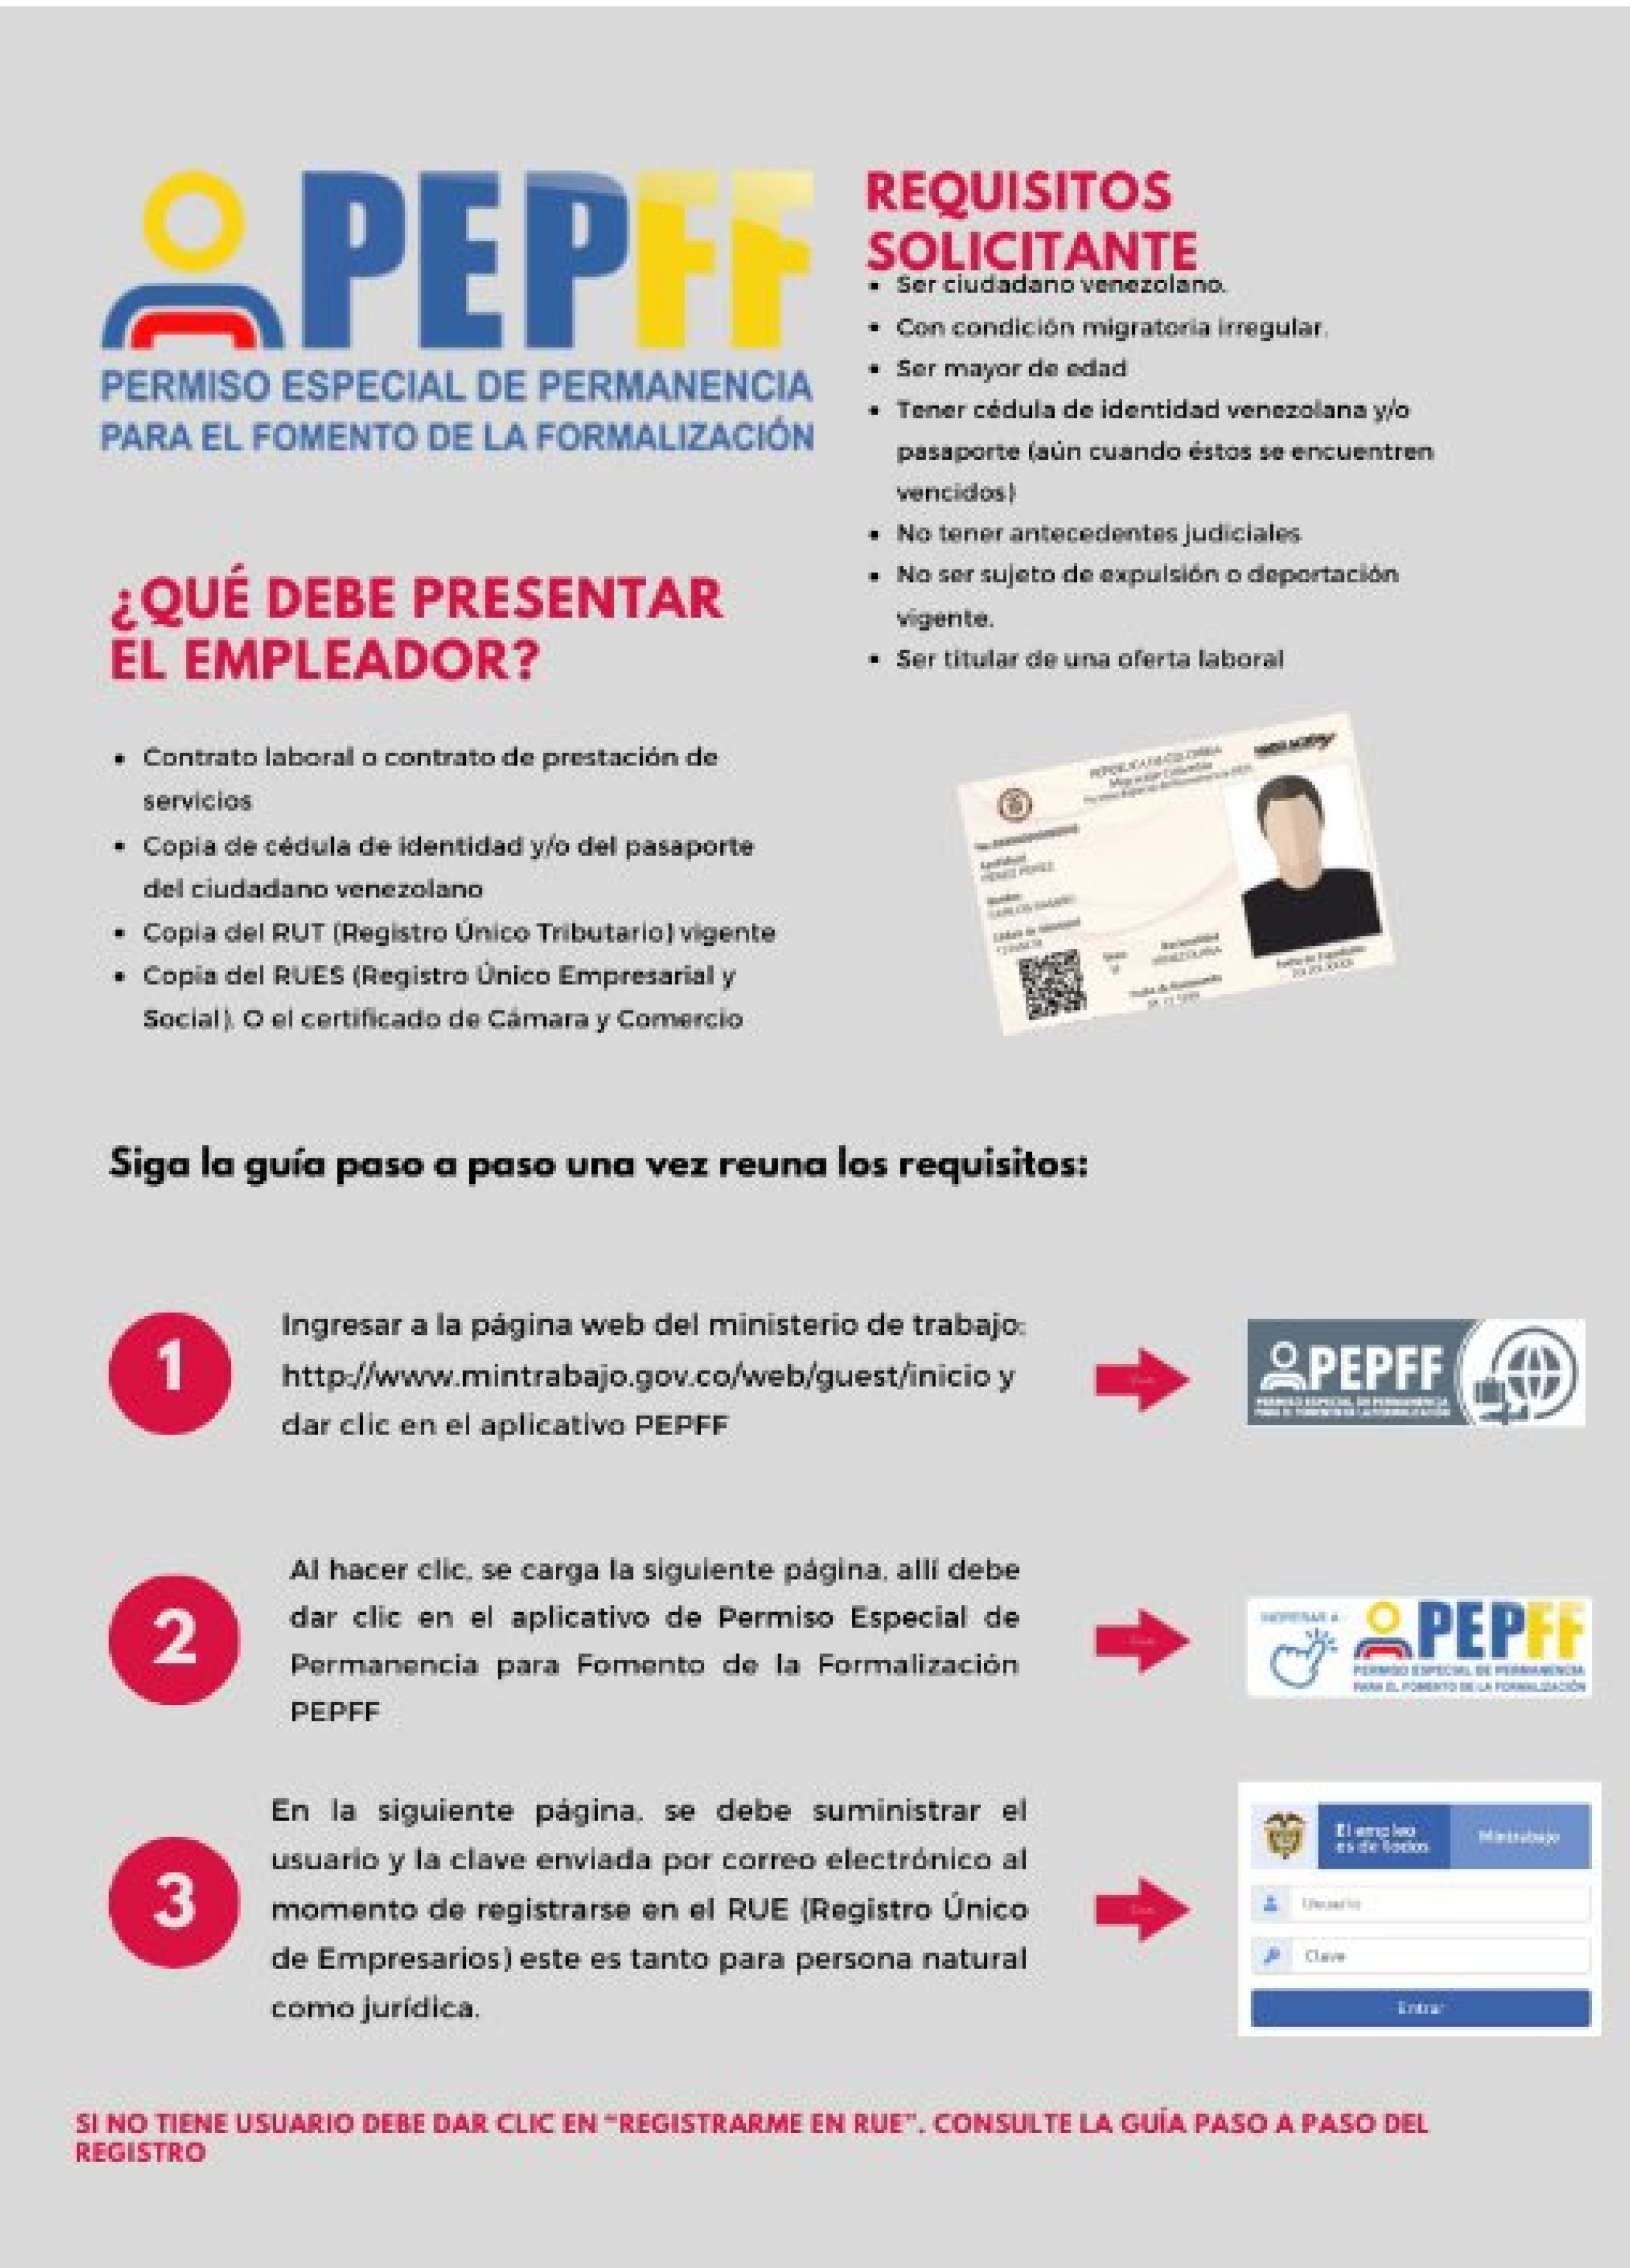 PEPFF
PERMISO ESPECIAL DE PERMANENCIA
PARA EL FOMENTO DE LA FORMALIZACIÓN
REQUISITOS
SOLICITANTE
• Ser ciudadano venezolano.
• Con condición migratoria irregular.
• Ser mayor de edad
• Tener cédula de identidad venezolana y/o
pasaporte (aún cuando éstos se encuentren
vencidos)
• No tener antecedentes judiciales
• No ser sujeto de expulsión o deportación
vigente.
• Ser titular de una oferta laboral
¿QUÉ DEBE PRESENTAR
EL EMPLEADOR?
• Contrato laboral o contrato de prestación de
servicios
• Copia de cédula de identidad y/o del pasaporte
del ciudadano venezolano
• Copia del RUT (Registro Único Tributario) vigente
• Copia del RUES (Registro Único Empresarial y
Social). O el certificado de Cámara y Comercio
REPÚBLICA DE COLOMBIA
Migración Colombia
Siga la guía paso a paso una vez reuna los requisitos:
1
Ingresar a la página web del ministerio de trabajo:
http://www.mintrabajo.gov.co/web/guest/inicio y
dar clic en el aplicativo PEPFF
PEPFF
PERMISO ESPECIAL DE PERMANENCIA
PARA EL FOMENTO DE LA FORMALIZACIÓN
2
Al hacer clic, se carga la siguiente página, allí debe
dar clic en el aplicativo de Permiso Especial de
Permanencia para Fomento de la Formalización
PEPFF
INGRESAR A
PEPFF
PERMISO ESPECIAL DE PERMANENCIA
PARA EL FOMENTO DE LA FORMALIZACIÓN
3
En la siguiente página, se debe suministrar el
usuario y la clave enviada por correo electrónico al
momento de registrarse en el RUE (Registro Único
de Empresarios) este es tanto para persona natural
como jurídica.
El empleo
es de todos
Mintrabajo
Usuario
Clave
Entrar
SI NO TIENE USUARIO DEBE DAR CLIC EN "REGISTRARME EN RUE". CONSULTE LA GUÍA PASO A PASO DEL
REGISTRO